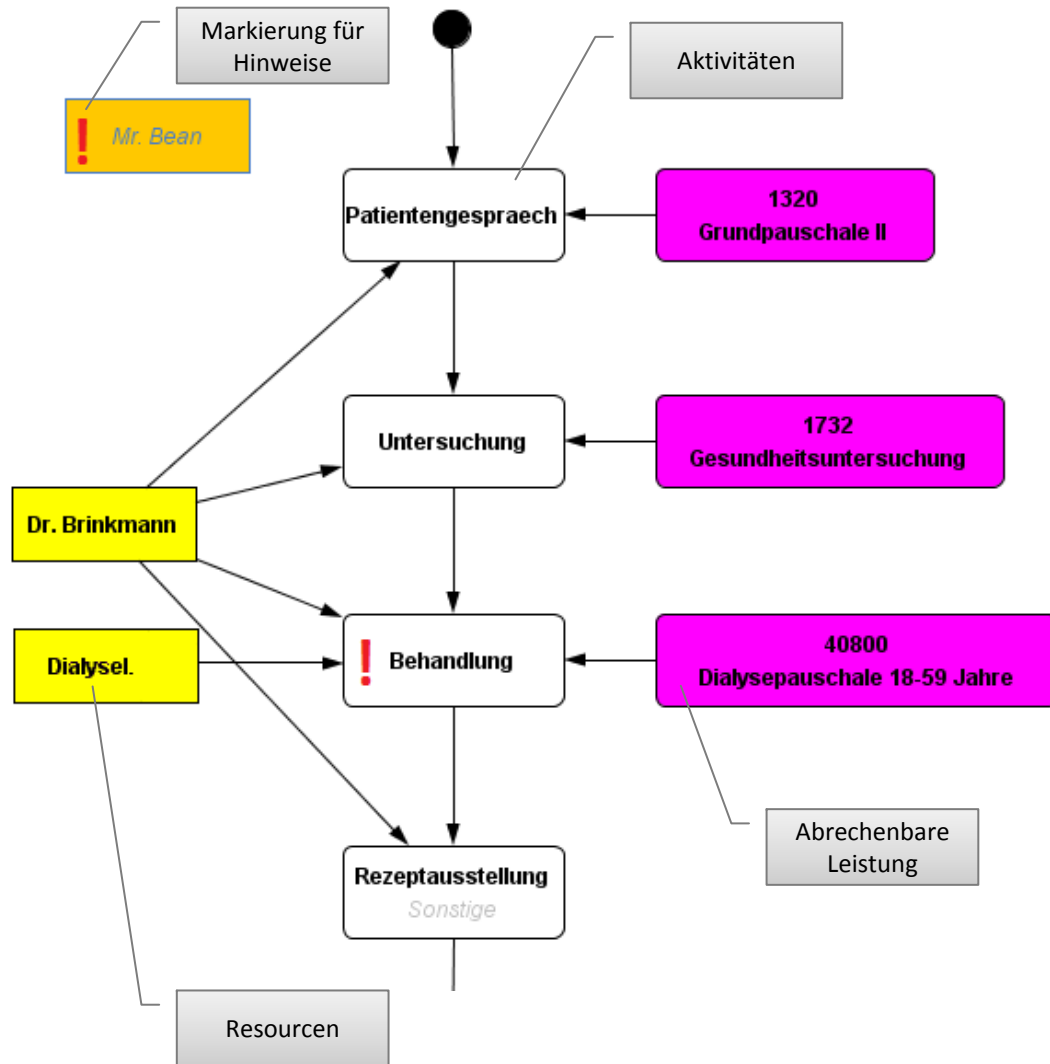 Markierung für
Hinweise
Aktivitäten
Mr. Bean
Patientengespraech
1320
Grundpauschale II
Untersuchung
1732
Gesundheitsuntersuchung
Dr. Brinkmann
Dialysel.
Behandlung
40800
Dialysepauschale 18-59 Jahre
Rezeptausstellung
Sonstige
Abrechenbare
Leistung
Resourcen